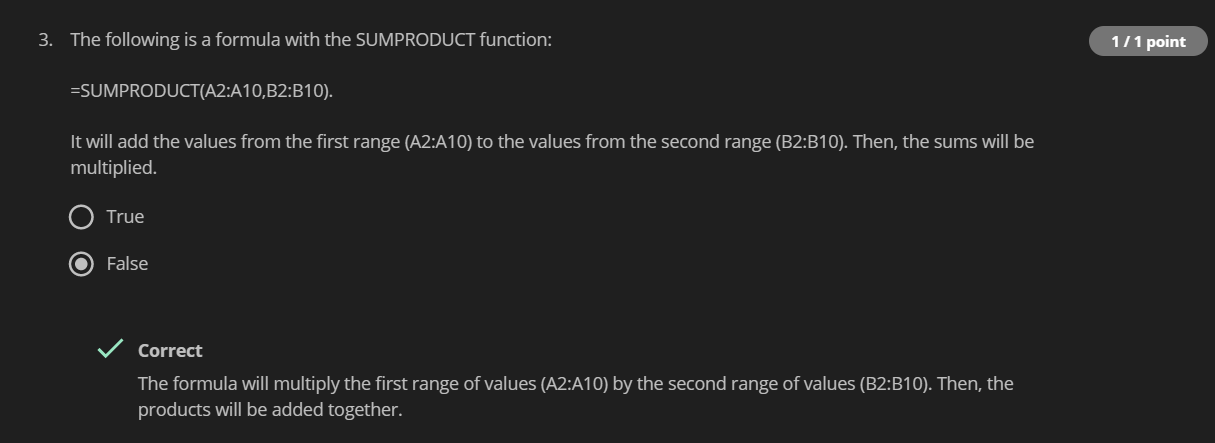 3. The following is a formula with the SUMPRODUCT function:
1 / 1 point
=SUMPRODUCT(A2:A10,B2:B10).
It will add the values from the first range (A2:A10) to the values from the second range (B2:B10). Then, the sums will be
multiplied.
True
False
Correct
The formula will multiply the first range of values (A2:A10) by the second range of values (B2:B10). Then, the
products will be added together.